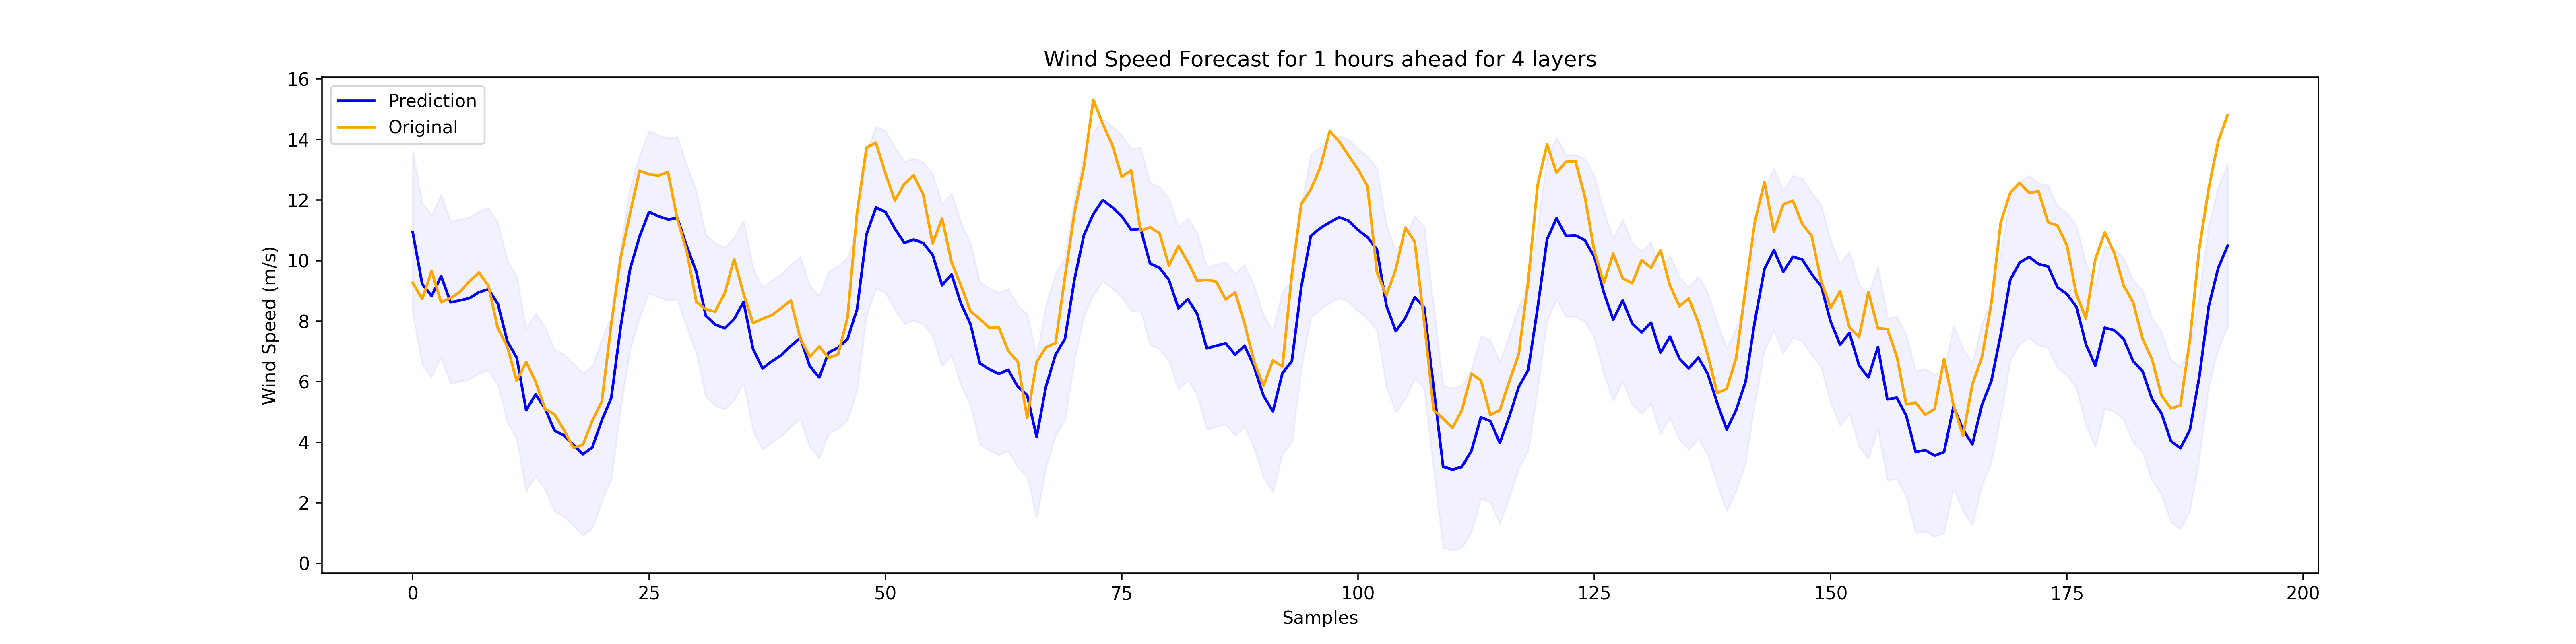 Wind Speed Forecast for 1 hours ahead for 4 layers
Prediction
Original
Wind Speed (m/s)
16
14
12
10
8
6
4
2
0
0 25 50 75 100 125 150 175 200
Samples